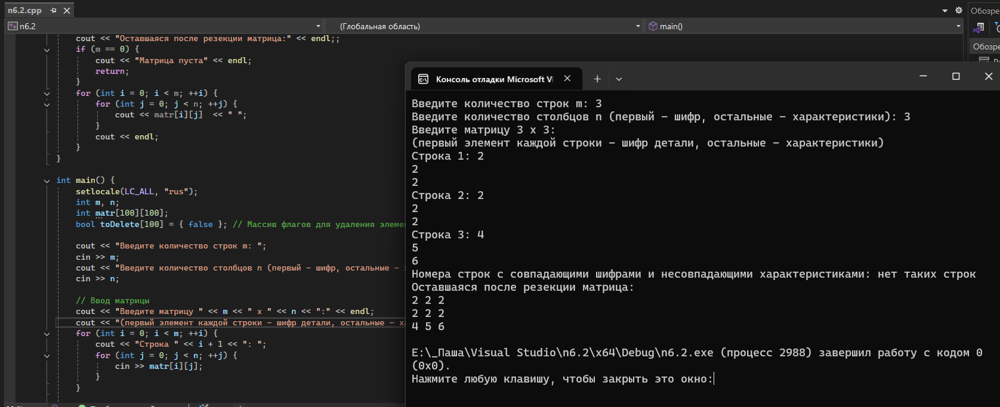 n6.2.cpp
Обозре
n6.2
(Глобальная область)
main()
Обозре
cout << "Оставшаяся после резекции матрица:" << endl;;
if (m == 0) {
cout << "Матрица пуста" << endl;
return;
}
for (int i = 0; i < m; ++i) {
for (int j = 0; j < n; ++j) {
cout << matr[i][j]  << " ";
}
cout << endl;
}
}
int main() {
setlocale(LC_ALL, "rus");
int m, n;
int matr[100][100];
bool toDelete[100] = { false }; // Массив флагов для удаления элеме
cout << "Введите количество строк m: ";
cin >> m;
cout << "Введите количество столбцов n (первый – шифр, остальные –
cin >> n;
// Ввод матрицы
cout << "Введите матрицу " << m << " x " << n << ":" << endl;
cout << "(первый элемент каждой строки – шифр детали, остальные – ха
for (int i = 0; i < m; ++i) {
cout << "Строка " << i + 1 << ": ";
for (int j = 0; j < n; ++j) {
cin >> matr[i][j];
}
}
Консоль отладки Microsoft Vi
Введите количество строк m: 3
Введите количество столбцов n (первый – шифр, остальные – характеристики): 3
Введите матрицу 3 x 3:
(первый элемент каждой строки – шифр детали, остальные – характеристики)
Строка 1: 2
2
2
Строка 2: 2
2
2
Строка 3: 4
5
6
Номера строк с совпадающими шифрами и несовпадающими характеристиками: нет таких строк
Оставшаяся после резекции матрица:
2 2 2
2 2 2
4 5 6
E:\_Паша\Visual Studio\n6.2\x64\Debug\n6.2.exe (процесс 2988) завершил работу с кодом 0
(0x0).
Нажмите любую клавишу, чтобы закрыть это окно: